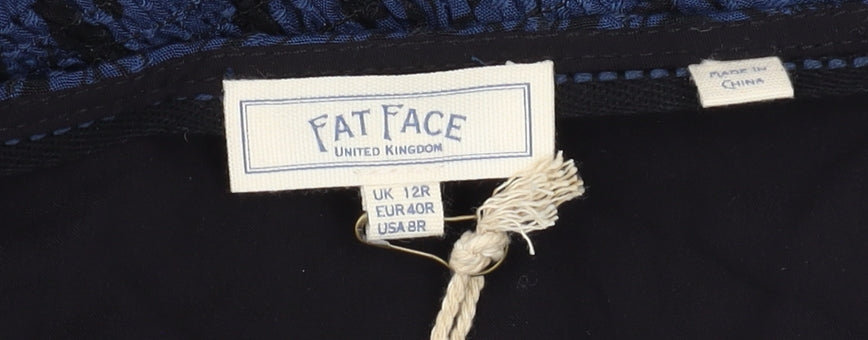 FAT FACE
UNITED KINGDOM
UK 12R
EUR 40R
USA 8R
MADE IN
CHINA